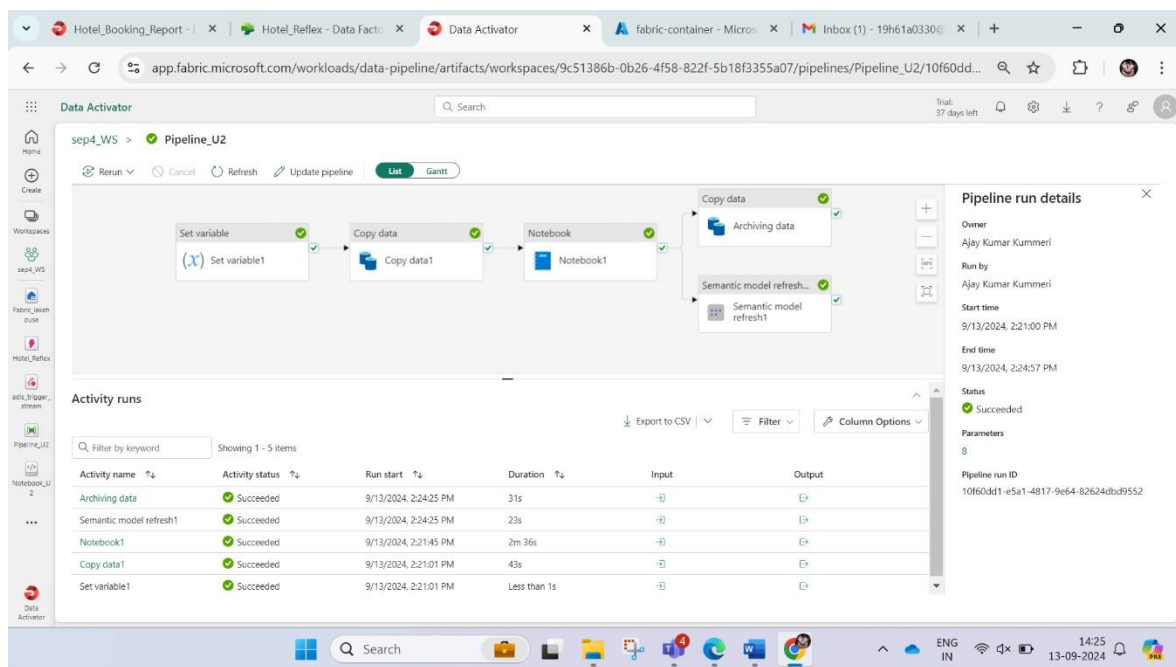 Hotel_Booking_Report -
Hotel_Reflex - Data Facto
Data Activator
fabric-container - Micros
Inbox (1) - 19h61a0330@
app.fabric.microsoft.com/workloads/data-pipeline/artifacts/workspaces/9c51386b-0b26-4f58-822f-5b18f3355a07/pipelines/Pipeline_U2/10f60dd...
Data Activator
Search
Trial:
37 days left
Home
Create
Workspaces
sep4_WS
Fabric_lakeh
ouse
Hotel_Reflex
adls_trigger_
stream
Pipeline_U2
Notebook_U
2
Data
Activator
sep4_WS > Pipeline_U2
Rerun Cancel Refresh Update pipeline List Gantt
Set variable
(x) Set variable1
Copy data
Copy data1
Notebook
Notebook1
Copy data
Archiving data
Semantic model refresh...
Semantic model
refresh1
Activity runs
Export to CSV Filter Column Options
Filter by keyword Showing 1 - 5 items
Activity name Activity status Run start Duration Input Output
Archiving data Succeeded 9/13/2024, 2:24:25 PM 31s
Semantic model refresh1 Succeeded 9/13/2024, 2:24:25 PM 23s
Notebook1 Succeeded 9/13/2024, 2:21:45 PM 2m 36s
Copy data1 Succeeded 9/13/2024, 2:21:01 PM 43s
Set variable1 Succeeded 9/13/2024, 2:21:01 PM Less than 1s
Pipeline run details
Owner
Ajay Kumar Kummeri
Run by
Ajay Kumar Kummeri
Start time
9/13/2024, 2:21:00 PM
End time
9/13/2024, 2:24:57 PM
Status
Succeeded
Parameters
8
Pipeline run ID
10f60dd1-e5a1-4817-9e64-82624dbd9552
Search
4
ENG
IN
14:25
13-09-2024
PRE